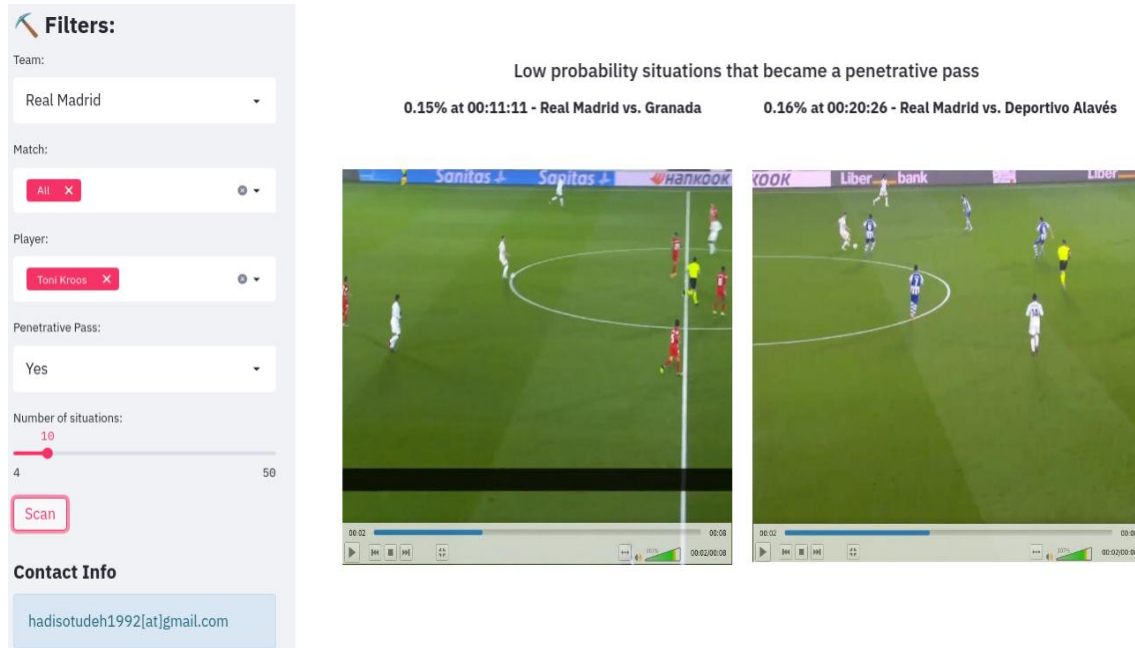 Filters:
Team:
Real Madrid
Match:
All
Player:
Toni Kroos
Penetrative Pass:
Yes
Number of situations:
10
4 50
Scan
Contact Info
hadisotudeh1992[at]gmail.com
Low probability situations that became a penetrative pass
0.15% at 00:11:11 - Real Madrid vs. Granada
0.16% at 00:20:26 - Real Madrid vs. Deportivo Alavés
Sanitas Sanitas HANKOOK
00:02 00:08
107%
00:02/00:08
KOOK Liber bank Liber
00:02
107%